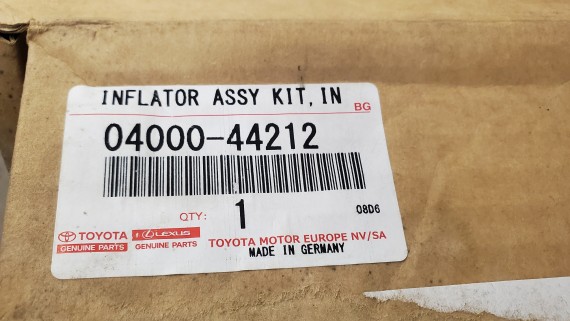 INFLATOR ASSY KIT, IN
BG
04000-44212
QTY: 1 08D6
TOYOTA LEXUS
GENUINE PARTS GENUINE PARTS TOYOTA MOTOR EUROPE NV/SA
MADE IN GERMANY